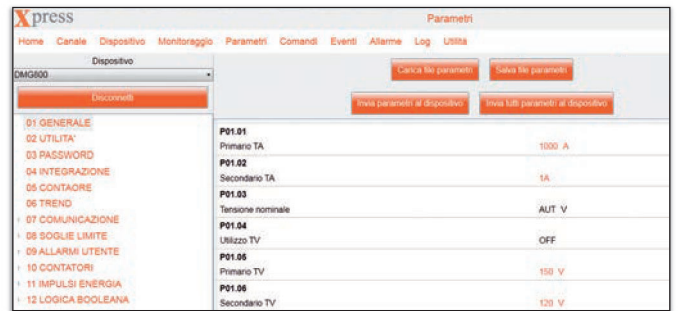 Xpress
Parametri
Home Canale Dispositivo Monitoraggio Parametri Comandi Eventi Allarme Log Utilità
Dispositivo
DMG800
Disconnetti
Carica file parametri Salva file parametri
Invia parametri al dispositivo Invia tutti parametri al dispositivo
01 GENERALE
02 UTILITA'
03 PASSWORD
04 INTEGRAZIONE
05 CONTAORE
06 TREND
07 COMUNICAZIONE
08 SOGLIE LIMITE
09 ALLARMI UTENTE
10 CONTATORI
11 IMPULSI ENERGIA
12 LOGICA BOOLEANA
P01.01
Primario TA 1000 A
P01.02
Secondario TA 1A
P01.03
Tensione nominale AUT V
P01.04
Utilizzo TV OFF
P01.05
Primario TV 150 V
P01.06
Secondario TV 120 V